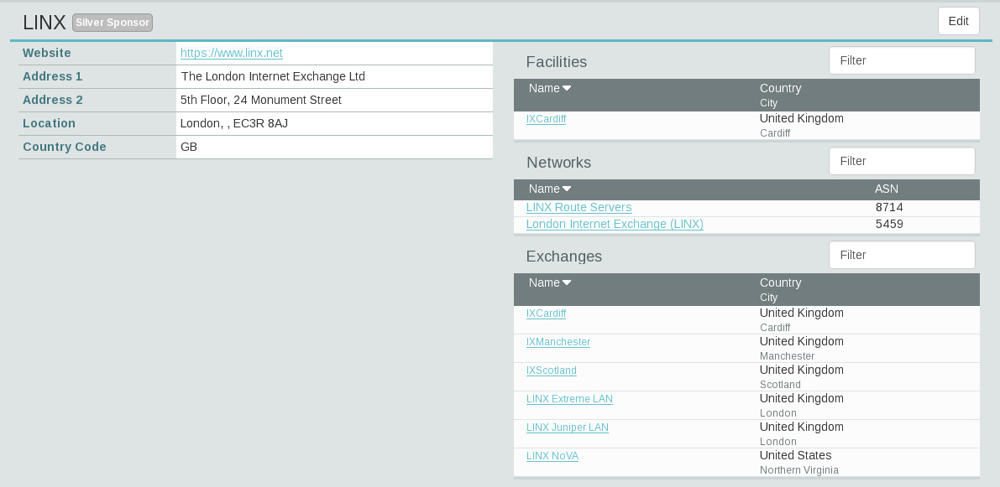 LINX Silver Sponsor Edit
Website https://www.linx.net
Address 1 The London Internet Exchange Ltd
Address 2 5th Floor, 24 Monument Street
Location London, , EC3R 8AJ
Country Code GB
Facilities Filter
Name Country
City
IXCardiff United Kingdom
Cardiff
Networks Filter
Name ASN
LINX Route Servers 8714
London Internet Exchange (LINX) 5459
Exchanges Filter
Name Country
City
IXCardiff United Kingdom
Cardiff
IXManchester United Kingdom
Manchester
IXScotland United Kingdom
Scotland
LINX Extreme LAN United Kingdom
London
LINX Juniper LAN United Kingdom
London
LINX NoVA United States
Northern Virginia